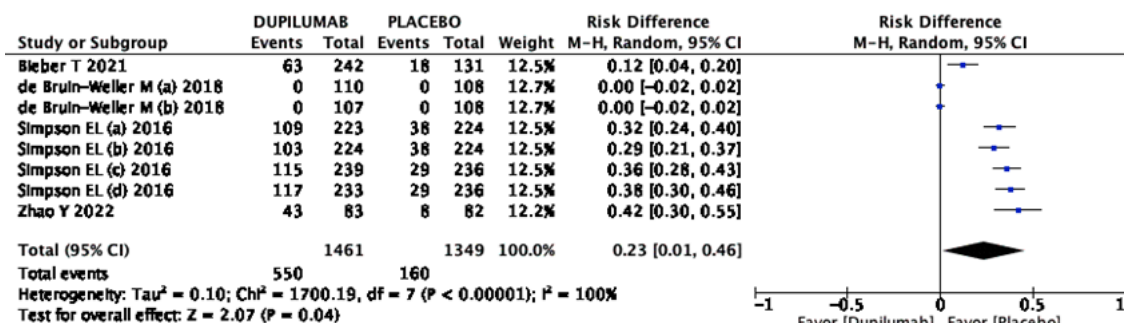 DUPILUMAB PLACEBO Risk Difference Risk Difference
Study or Subgroup Events Total Events Total Weight M-H, Random, 95% CI M-H, Random, 95% CI
Bieber T 2021 63 242 18 131 12.5% 0.12 [0.04, 0.20]
de Bruin-Weller M (a) 2018 0 110 0 108 12.7% 0.00 [-0.02, 0.02]
de Bruin-Weller M (b) 2018 0 107 0 108 12.7% 0.00 [-0.02, 0.02]
Simpson EL (a) 2016 109 223 38 224 12.5% 0.32 [0.24, 0.40]
Simpson EL (b) 2016 103 224 38 224 12.5% 0.29 [0.21, 0.37]
Simpson EL (c) 2016 115 239 29 236 12.5% 0.36 [0.28, 0.43]
Simpson EL (d) 2016 117 233 29 236 12.5% 0.38 [0.30, 0.46]
Zhao Y 2022 43 83 8 82 12.2% 0.42 [0.30, 0.55]
Total (95% CI) 1461 1349 100.0% 0.23 [0.01, 0.46]
Total events 550 160
Heterogeneity: Tau² = 0.10; Chi² = 1700.19, df = 7 (P < 0.00001); I² = 100%
Test for overall effect: Z = 2.07 (P = 0.04)
-1 -0.5 0 0.5 1
Favor [Dupilumab] Favor [Placebo]